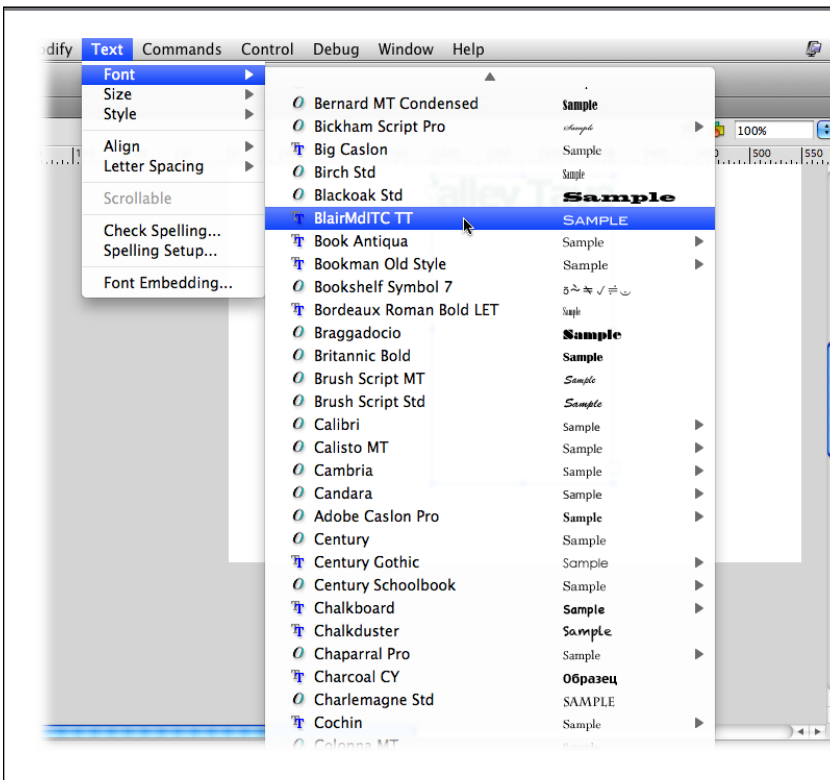 dify Text Commands Control Debug Window Help
Font
Size
Style
Align
Letter Spacing
Scrollable
Check Spelling...
Spelling Setup...
Font Embedding...
Bernard MT Condensed Sample
Bickham Script Pro Sample
Big Caslon Sample
Birch Std Sample
Blackoak Std Sample
BlairMdITC TT SAMPLE
Book Antiqua Sample
Bookman Old Style Sample
Bookshelf Symbol 7
Bordeaux Roman Bold LET Sample
Braggadocio Sample
Britannic Bold Sample
Brush Script MT Sample
Brush Script Std Sample
Calibri Sample
Calisto MT Sample
Cambria Sample
Candara Sample
Adobe Caslon Pro Sample
Century Sample
Century Gothic Sample
Century Schoolbook Sample
Chalkboard Sample
Chalkduster Sample
Chaparral Pro Sample
Charcoal CY Образец
Charlemagne Std SAMPLE
Cochin Sample
Colonna MT Sample
100%
500 550